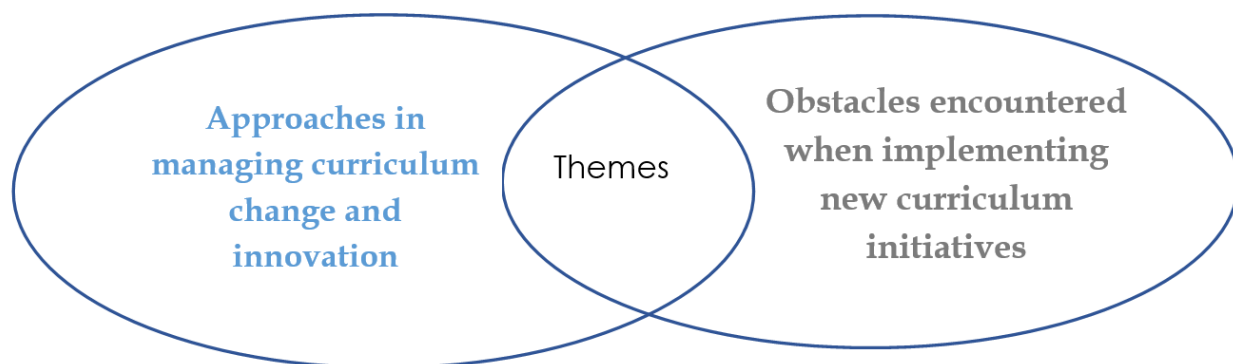 Approaches in
managing curriculum
change and
innovation
Themes
Obstacles encountered
when implementing
new curriculum
initiatives